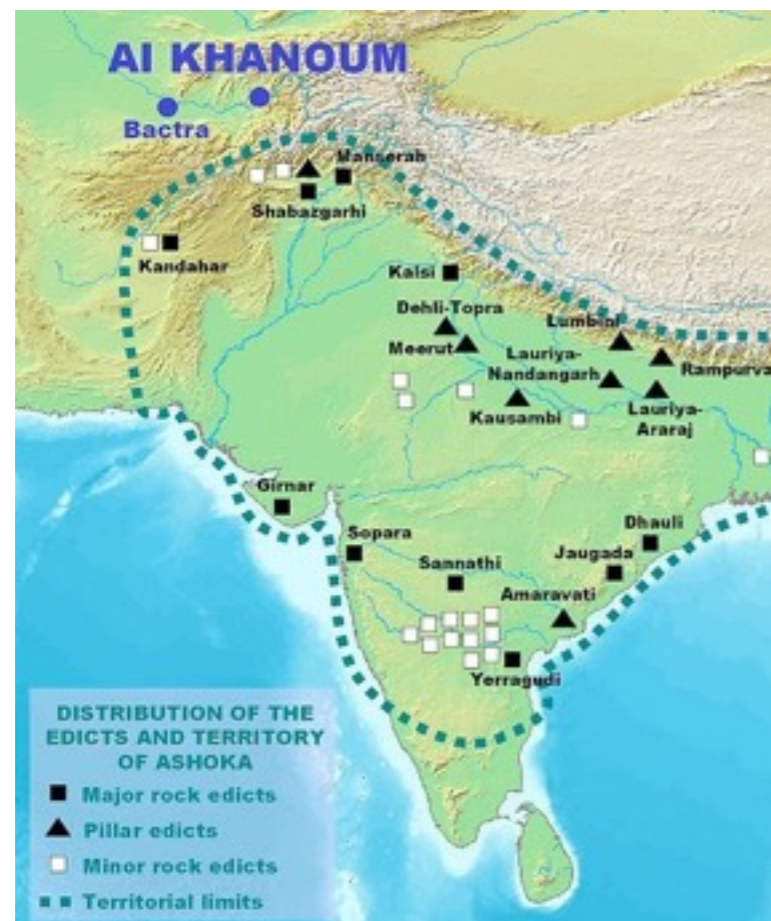 AI KHANOUM
Bactra
Manserah
Shabazgarhi
Kandahar
Kalsi
Dehli-Topra
Lumbini
Meerut
Lauriya-
Nandangarh
Rampurva
Kausambi
Lauriya-
Araraj
Girnar
Sopara
Dhauli
Sannathi
Jaugada
Amaravati
Yerragudi
DISTRIBUTION OF THE
EDICTS AND TERRITORY
OF ASHOKA
Major rock edicts
Pillar edicts
Minor rock edicts
Territorial limits